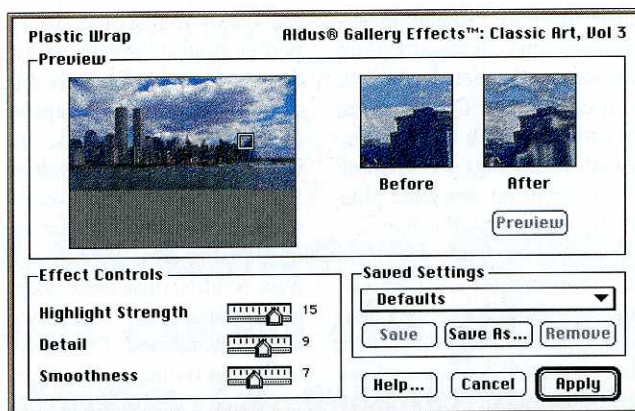 Plastic Wrap
Aldus® Gallery Effects™: Classic Art, Vol 3
Preview
Before
After
Preview
Effect Controls
Highlight Strength 15
Detail 9
Smoothness 7
Saved Settings
Defaults
Save
Save As...
Remove
Help...
Cancel
Apply